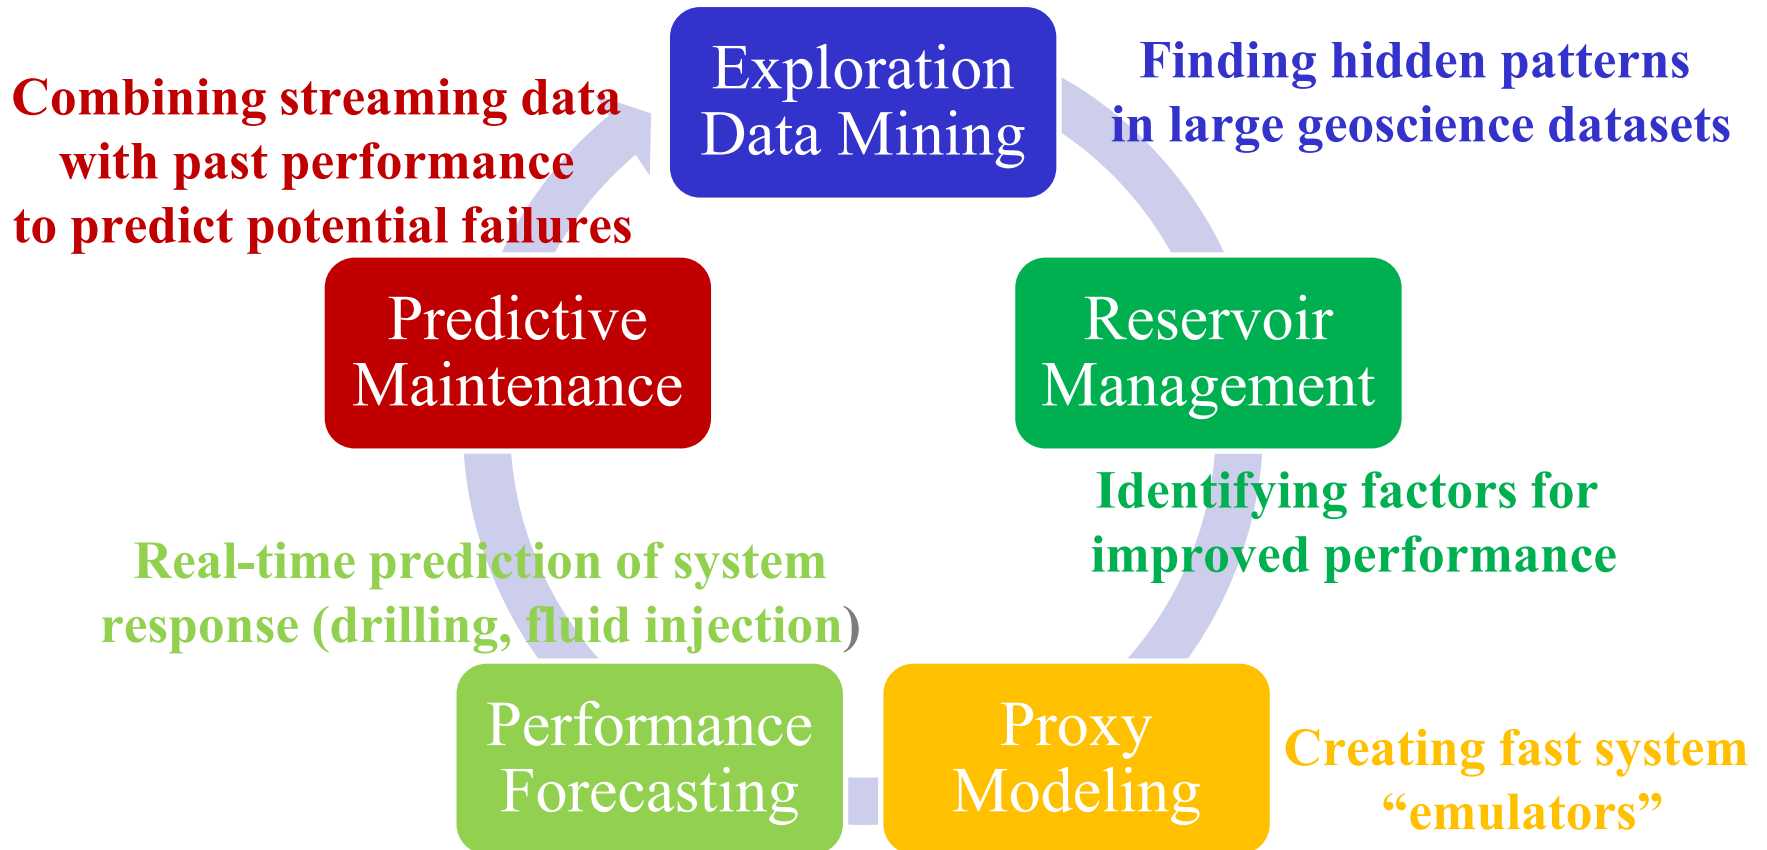 Exploration
Data Mining
Finding hidden patterns
in large geoscience datasets
Reservoir
Management
Identifying factors for
improved performance
Proxy
Modeling
Creating fast system
“emulators”
Performance
Forecasting
Real-time prediction of system
response (drilling, fluid injection)
Predictive
Maintenance
Combining streaming data
with past performance
to predict potential failures